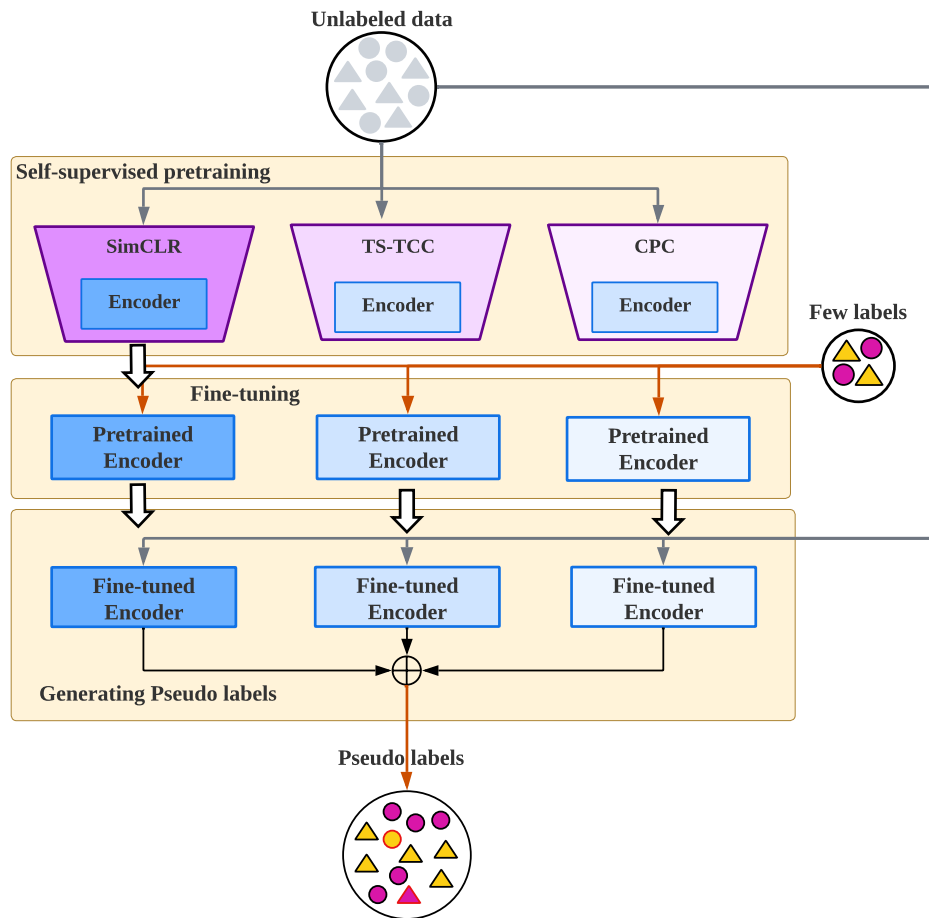 Unlabeled data
Self-supervised pretraining
SimCLR
TS-TCC
CPC
Encoder
Encoder
Encoder
Few labels
Fine-tuning
Pretrained
Encoder
Pretrained
Encoder
Pretrained
Encoder
Fine-tuned
Encoder
Fine-tuned
Encoder
Fine-tuned
Encoder
Generating Pseudo labels
Pseudo labels